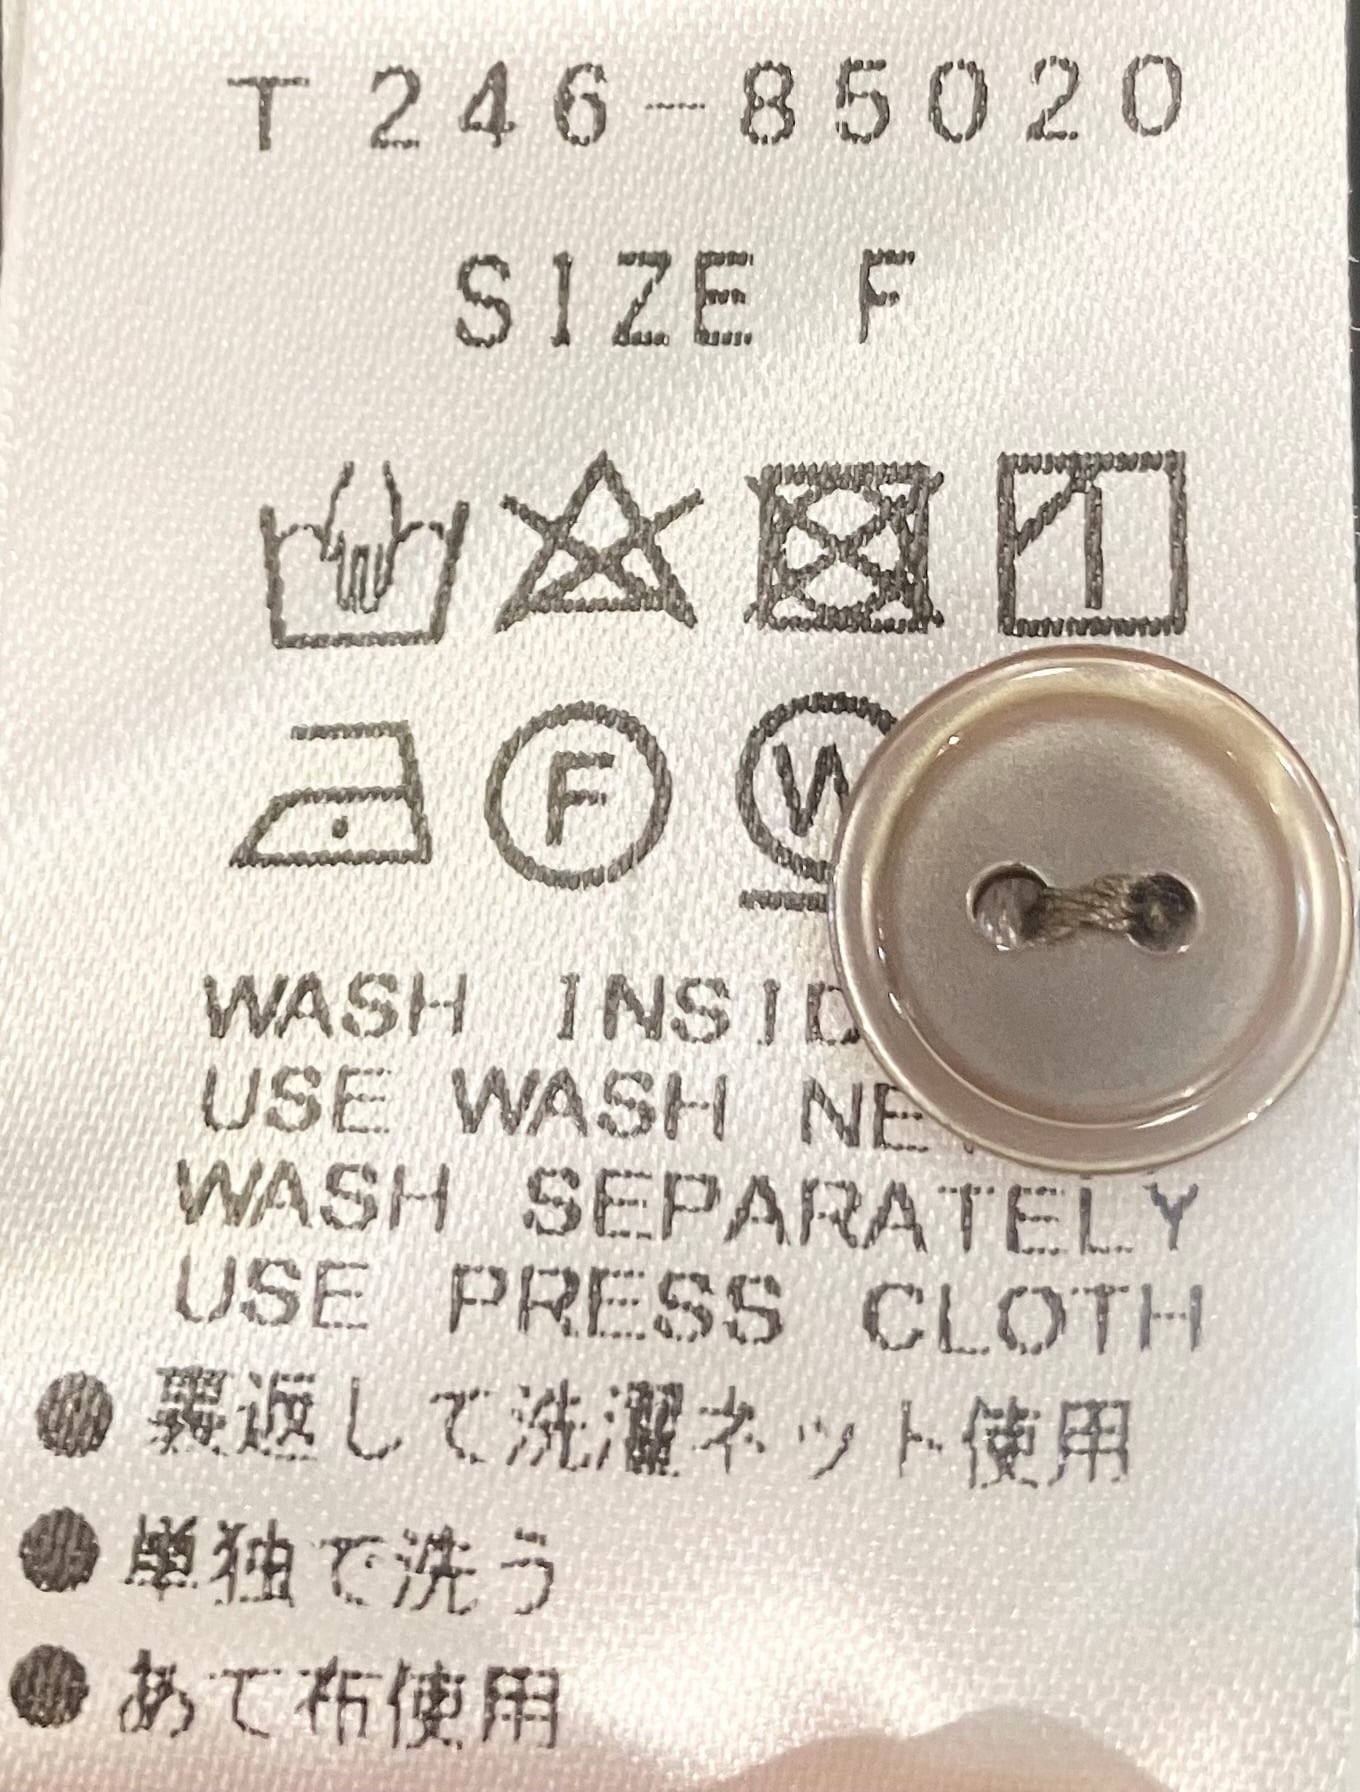 T246-85020
SIZE F
F W
WASH INSID
USE WASH NE
WASH SEPARATELY
USE PRESS CLOTH
●裏返して洗濯ネット使用
●単独で洗う
●あて布使用